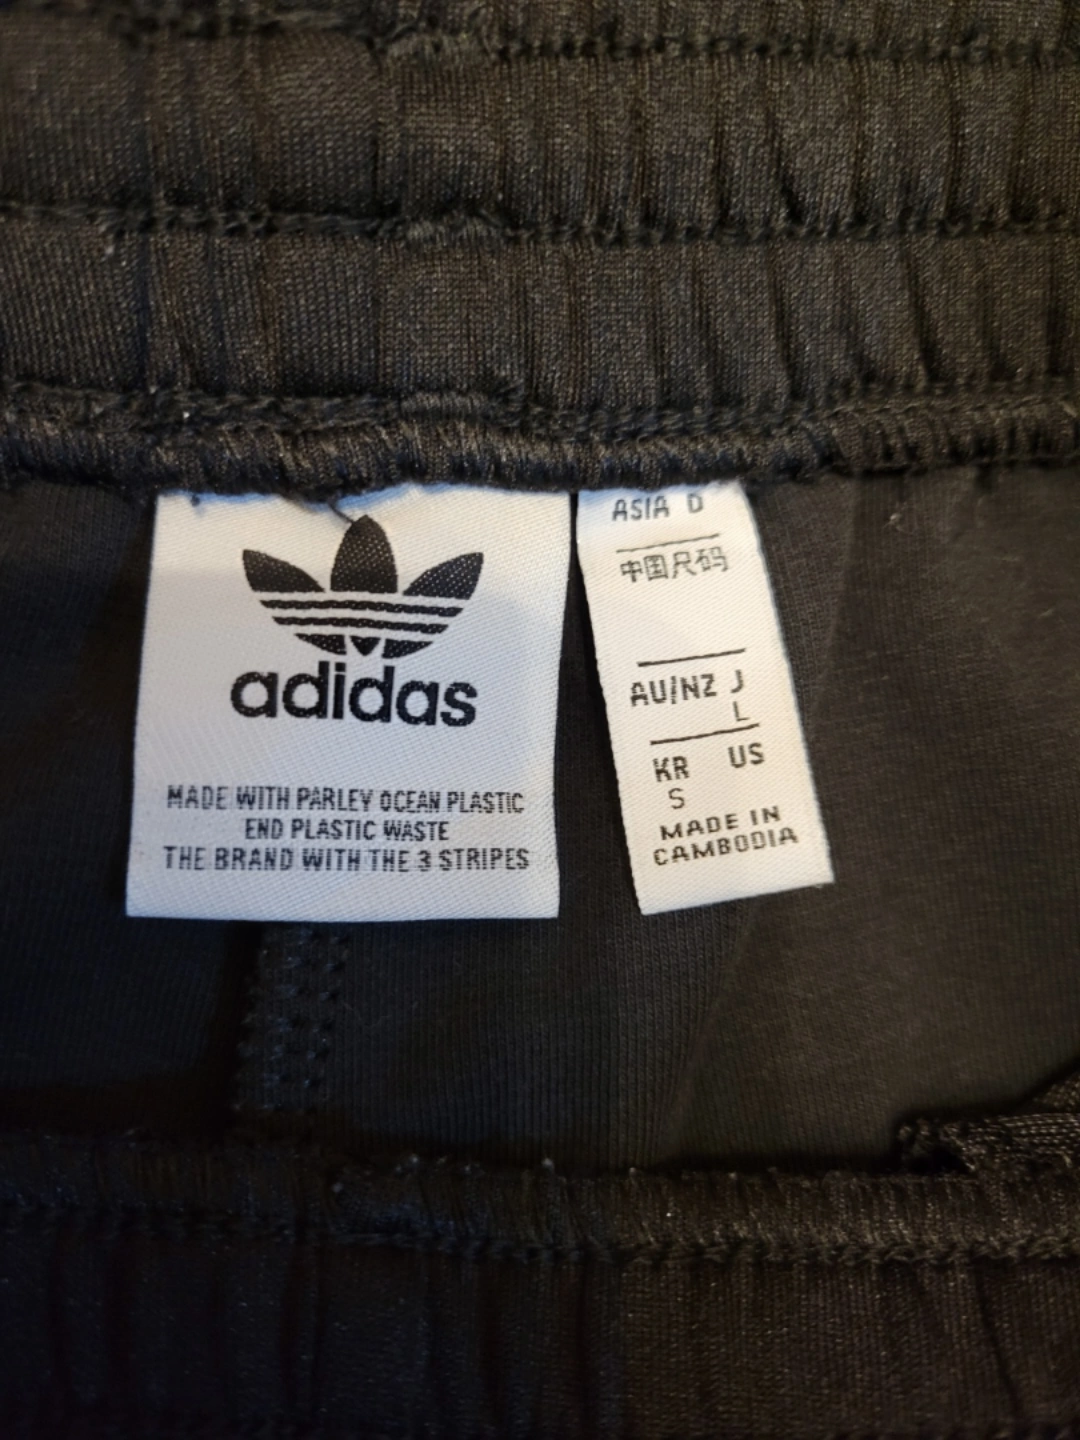 adidas
MADE WITH PARLEY OCEAN PLASTIC
END PLASTIC WASTE
THE BRAND WITH THE 3 STRIPES
ASIA D
中国尺码
AU/NZ J
L
KR US
S
MADE IN
CAMBODIA